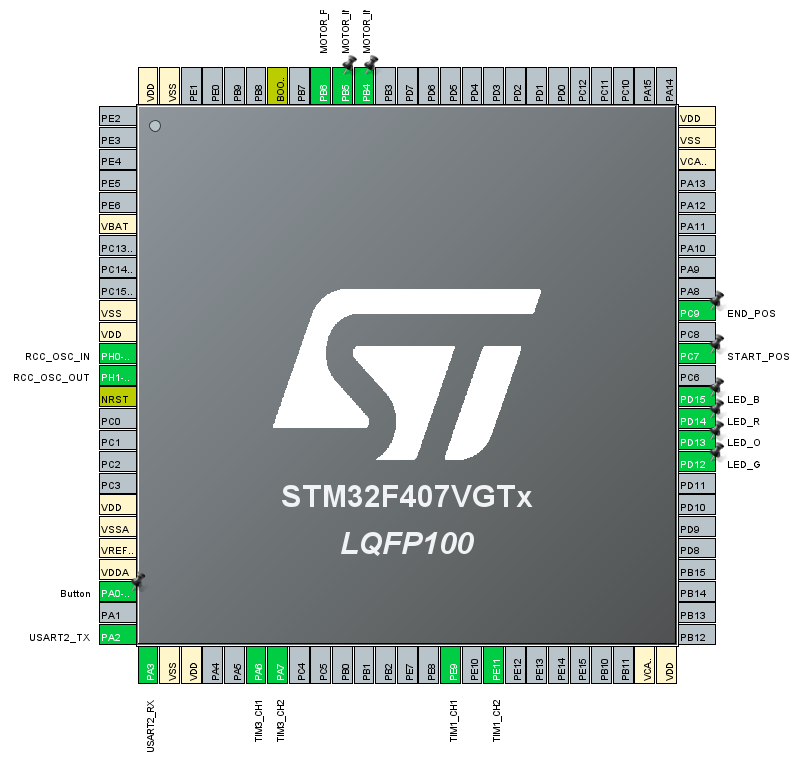 MOTOR_F
MOTOR_I
MOTOR_I
VDD
VSS
PE1
PE0
PB9
PB8
BOO..
PB7
PB6
PB5
PB4
PB3
PD7
PD6
PD5
PD4
PD3
PD2
PD1
PD0
PC12
PC11
PC10
PA15
PA14
PE2
PE3
PE4
PE5
PE6
VBAT
PC13..
PC14..
PC15..
VSS
VDD
RCC_OSC_IN PH0-..
RCC_OSC_OUT PH1-..
NRST
PC0
PC1
PC2
PC3
VDD
VSSA
VREF..
VDDA
Button PA0-..
PA1
USART2_TX PA2
STM32F407VGTx
LQFP100
VDD
VSS
VCA..
PA13
PA12
PA11
PA10
PA9
PA8
PC9 END_POS
PC8
PC7 START_POS
PC6
PD15 LED_B
PD14 LED_R
PD13 LED_O
PD12 LED_G
PD11
PD10
PD9
PD8
PB15
PB14
PB13
PB12
PA3
VSS
VDD
PA4
PA5
PA6
PA7
PC4
PC5
PB0
PB1
PB2
PE7
PE8
PE9
PE10
PE11
PE12
PE13
PE14
PE15
PB10
PB11
VCA..
VDD
USART2_RX
TIM3_CH1
TIM3_CH2
TIM1_CH1
TIM1_CH2